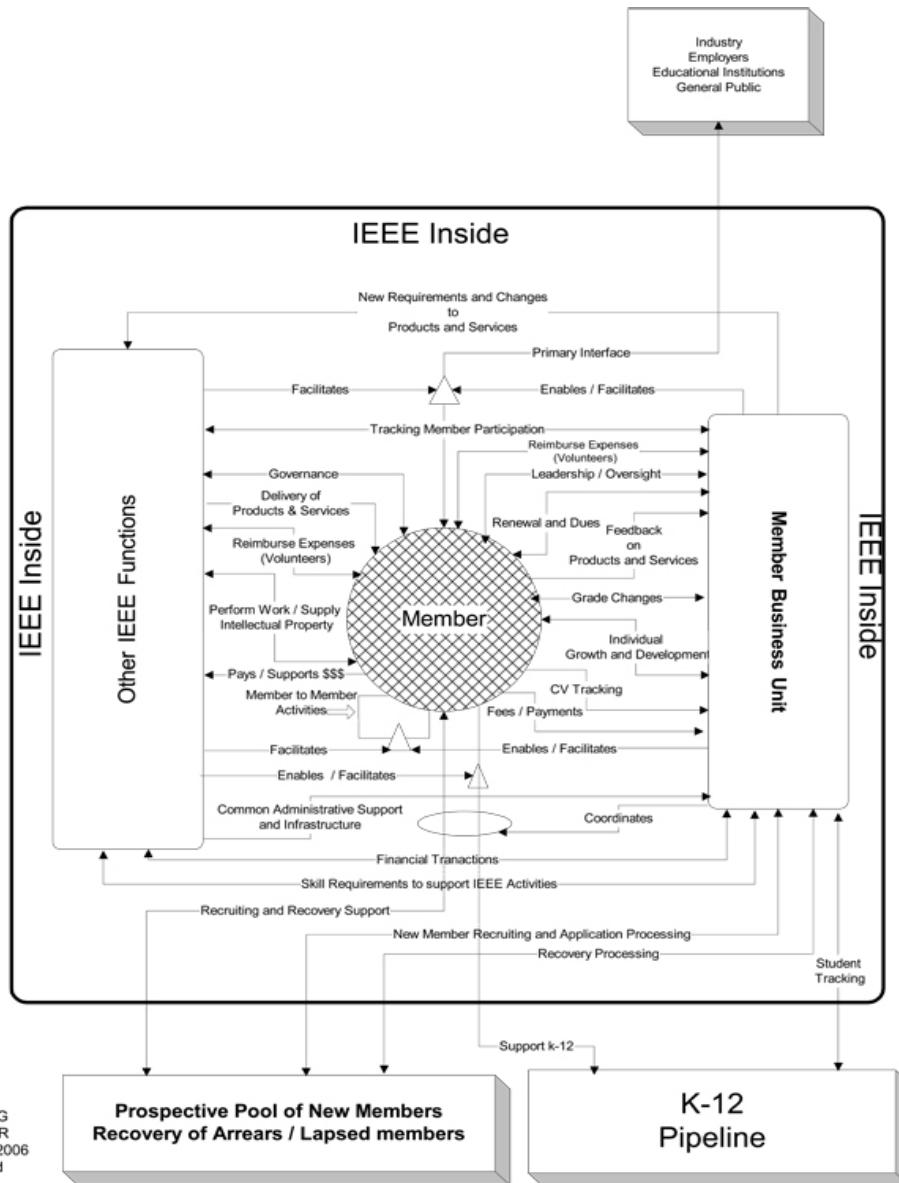 Industry
Employers
Educational Institutions
General Public
IEEE Inside
New Requirements and Changes
to
Products and Services
Primary Interface
Facilitates
Enables / Facilitates
Tracking Member Participation
Reimburse Expenses
(Volunteers)
Governance
Leadership / Oversight
Delivery of
Products & Services
Renewal and Dues
Feedback
on
Products and Services
Reimburse Expenses
(Volunteers)
IEEE Inside
Other IEEE Functions
Member
Member Business Unit
IEEE Inside
Grade Changes
Perform Work / Supply
Intellectual Property
Individual
Growth and Development
Pays / Supports $$$
CV Tracking
Member to Member
Activities
Fees / Payments
Facilitates
Enables / Facilitates
Enables / Facilitates
Common Administrative Support
and Infrastructure
Coordinates
Financial Tranactions
Skill Requirements to support IEEE Activities
Recruiting and Recovery Support
New Member Recruiting and Application Processing
Recovery Processing
Student
Tracking
Support k-12
Prospective Pool of New Members
Recovery of Arrears / Lapsed members
K-12
Pipeline
G
R
2006
d